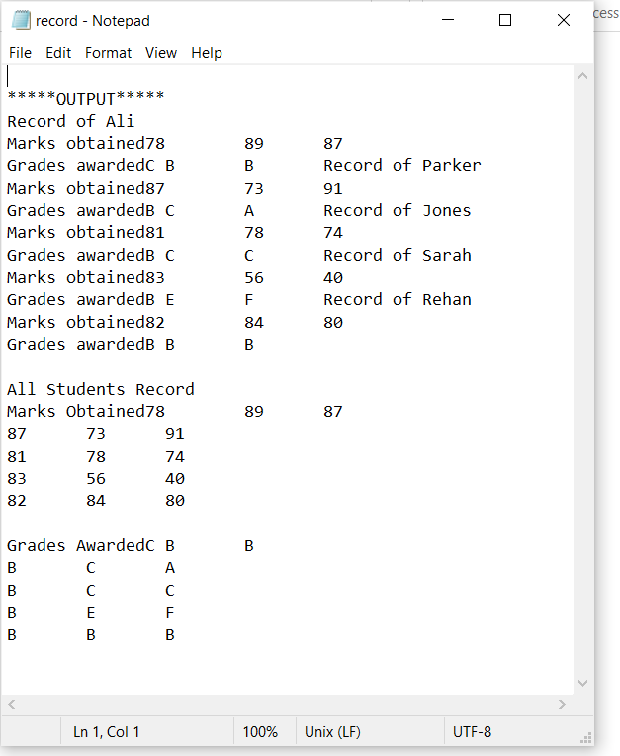 cess
record - Notepad
File Edit Format View Help
*****OUTPUT*****
Record of Ali
Marks obtained78 89 87
Grades awardedC B B Record of Parker
Marks obtained87 73 91
Grades awardedB C A Record of Jones
Marks obtained81 78 74
Grades awardedB C C Record of Sarah
Marks obtained83 56 40
Grades awardedB E F Record of Rehan
Marks obtained82 84 80
Grades awardedB B B
All Students Record
Marks Obtained78 89 87
87 73 91
81 78 74
83 56 40
82 84 80
Grades AwardedC B B
B C A
B C C
B E F
B B B
Ln 1, Col 1 100% Unix (LF) UTF-8